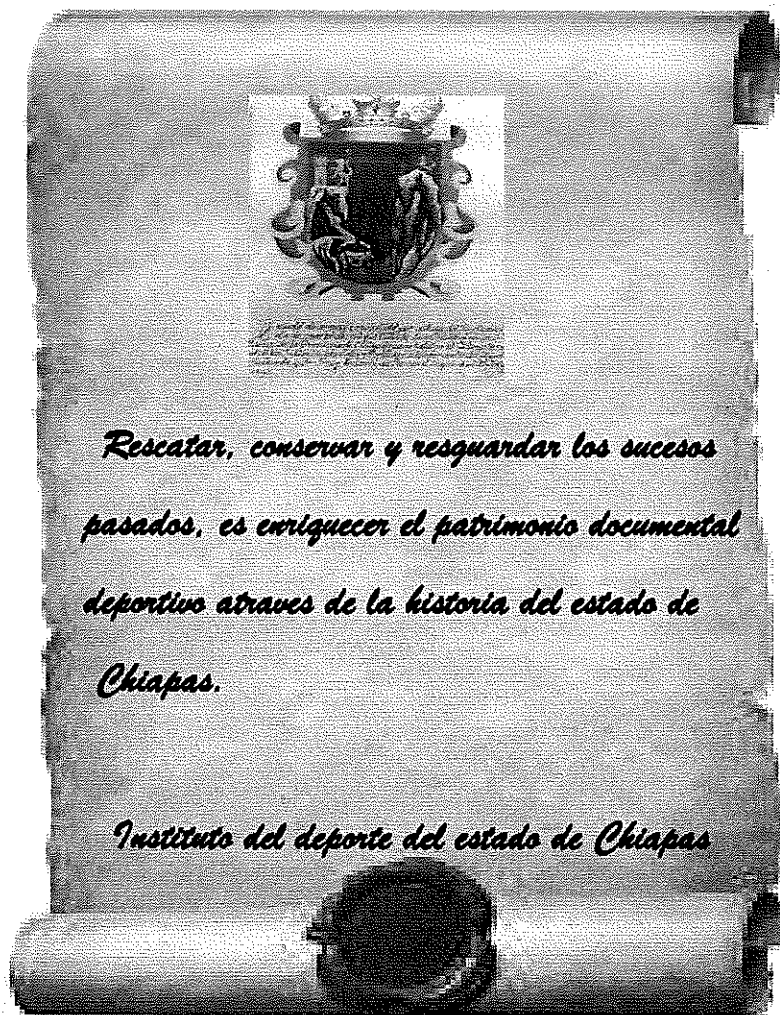 Rescatar, conservar y resguardar los sucesos
pasados, es enriquecer el patrimonio documental
deportivo atraves de la historia del estado de
Chiapas.
Instituto del deporte del estado de Chiapas